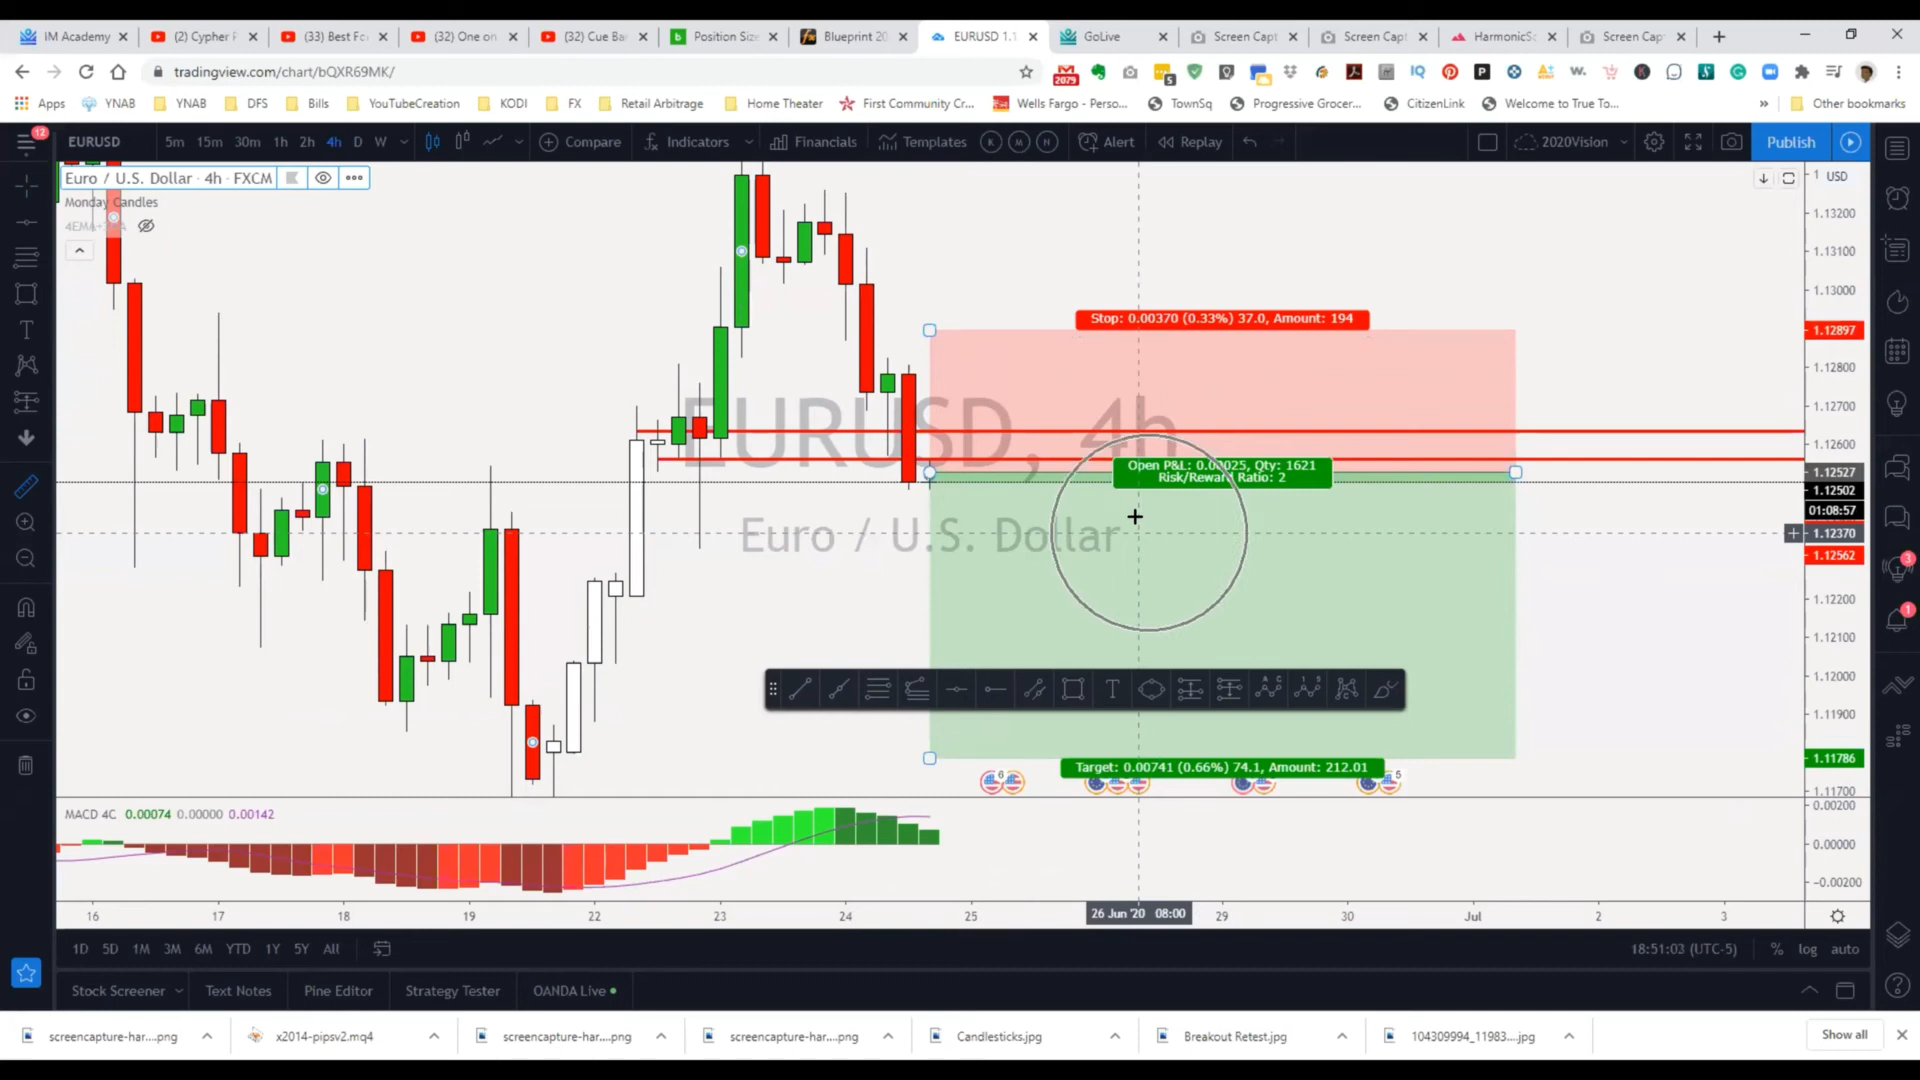 IM Academy
(2) Cypher F
(33) Best Fo
(32) One on
(32) Cue Ba
Position Size
Blueprint 20
EURUSD 1.1
GoLive
Screen Capt
Screen Capt
HarmonicSc
Screen Capt
tradingview.com/chart/bQXR69MK/
2079
5
Apps
YNAB
YNAB
DFS
Bills
YouTubeCreation
KODI
FX
Retail Arbitrage
Home Theater
First Community Cr...
Wells Fargo - Perso...
TownSq
Progressive Grocer...
CitizenLink
Welcome to True To...
Other bookmarks
12
EURUSD
5m
15m
30m
1h
2h
4h
D
W
Compare
Indicators
Financials
Templates
K
M
N
Alert
Replay
2020Vision
Publish
Euro / U.S. Dollar · 4h · FXCM
Monday Candles
USD
1.13200
1.13100
1.13000
1.12897
1.12800
1.12700
1.12600
1.12527
1.12502
01:08:57
1.12370
1.12562
1.12200
1.12100
1.12000
1.11900
1.11786
1.11700
Stop: 0.00370 (0.33%) 37.0, Amount: 194
EURUSD, 4h
Euro / U.S. Dollar
Open P&L: 0.00025, Qty: 1621
Risk/Reward Ratio: 2
Target: 0.00741 (0.66%) 74.1, Amount: 212.01
6
5
3
1
MACD 4C 0.00074 0.00000 0.00142
0.00200
0.00000
-0.00200
16
17
18
19
22
23
24
25
26 Jun '20 08:00
29
30
Jul
2
3
1D
5D
1M
3M
6M
YTD
1Y
5Y
All
18:51:03 (UTC-5)
%
log
auto
Stock Screener
Text Notes
Pine Editor
Strategy Tester
OANDA Live
screencapture-har....png
x2014-pipsv2.mq4
screencapture-har....png
screencapture-har....png
Candlesticks.jpg
Breakout Retest.jpg
104309994_11983....jpg
Show all